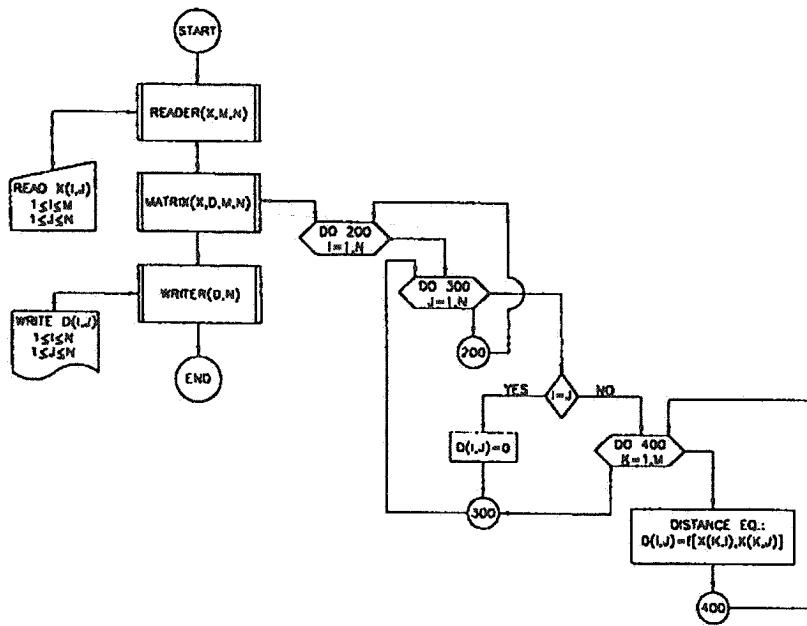 START
READER(X,M,N)
READ X(I,J)
1≤I≤M
1≤J≤N
MATRIX(X,D,M,N)
DO 200
I=1,N
DO 300
J=1,N
WRITER(D,N)
WRITE D(I,J)
1≤I≤N
1≤J≤N
200
END
YES
I=J
NO
D(I,J)=0
DO 400
K=1,M
300
DISTANCE EQ.:
D(I,J)=f[X(K,I),X(K,J)]
400